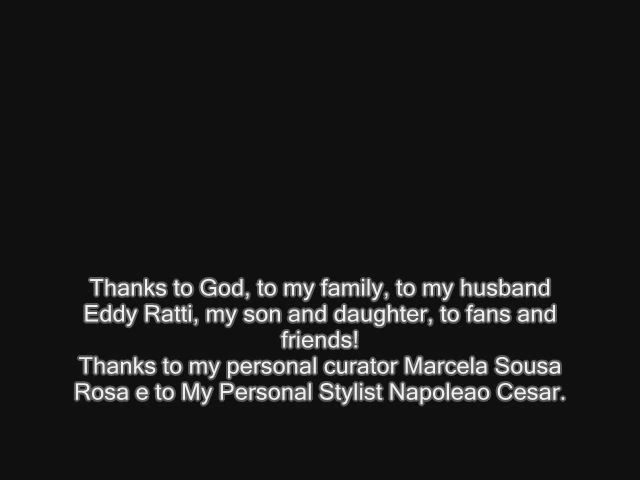 Thanks to God, to my family, to my husband
Eddy Ratti, my son and daughter, to fans and
friends!
Thanks to my personal curator Marcela Sousa
Rosa e to My Personal Stylist Napoleao Cesar.